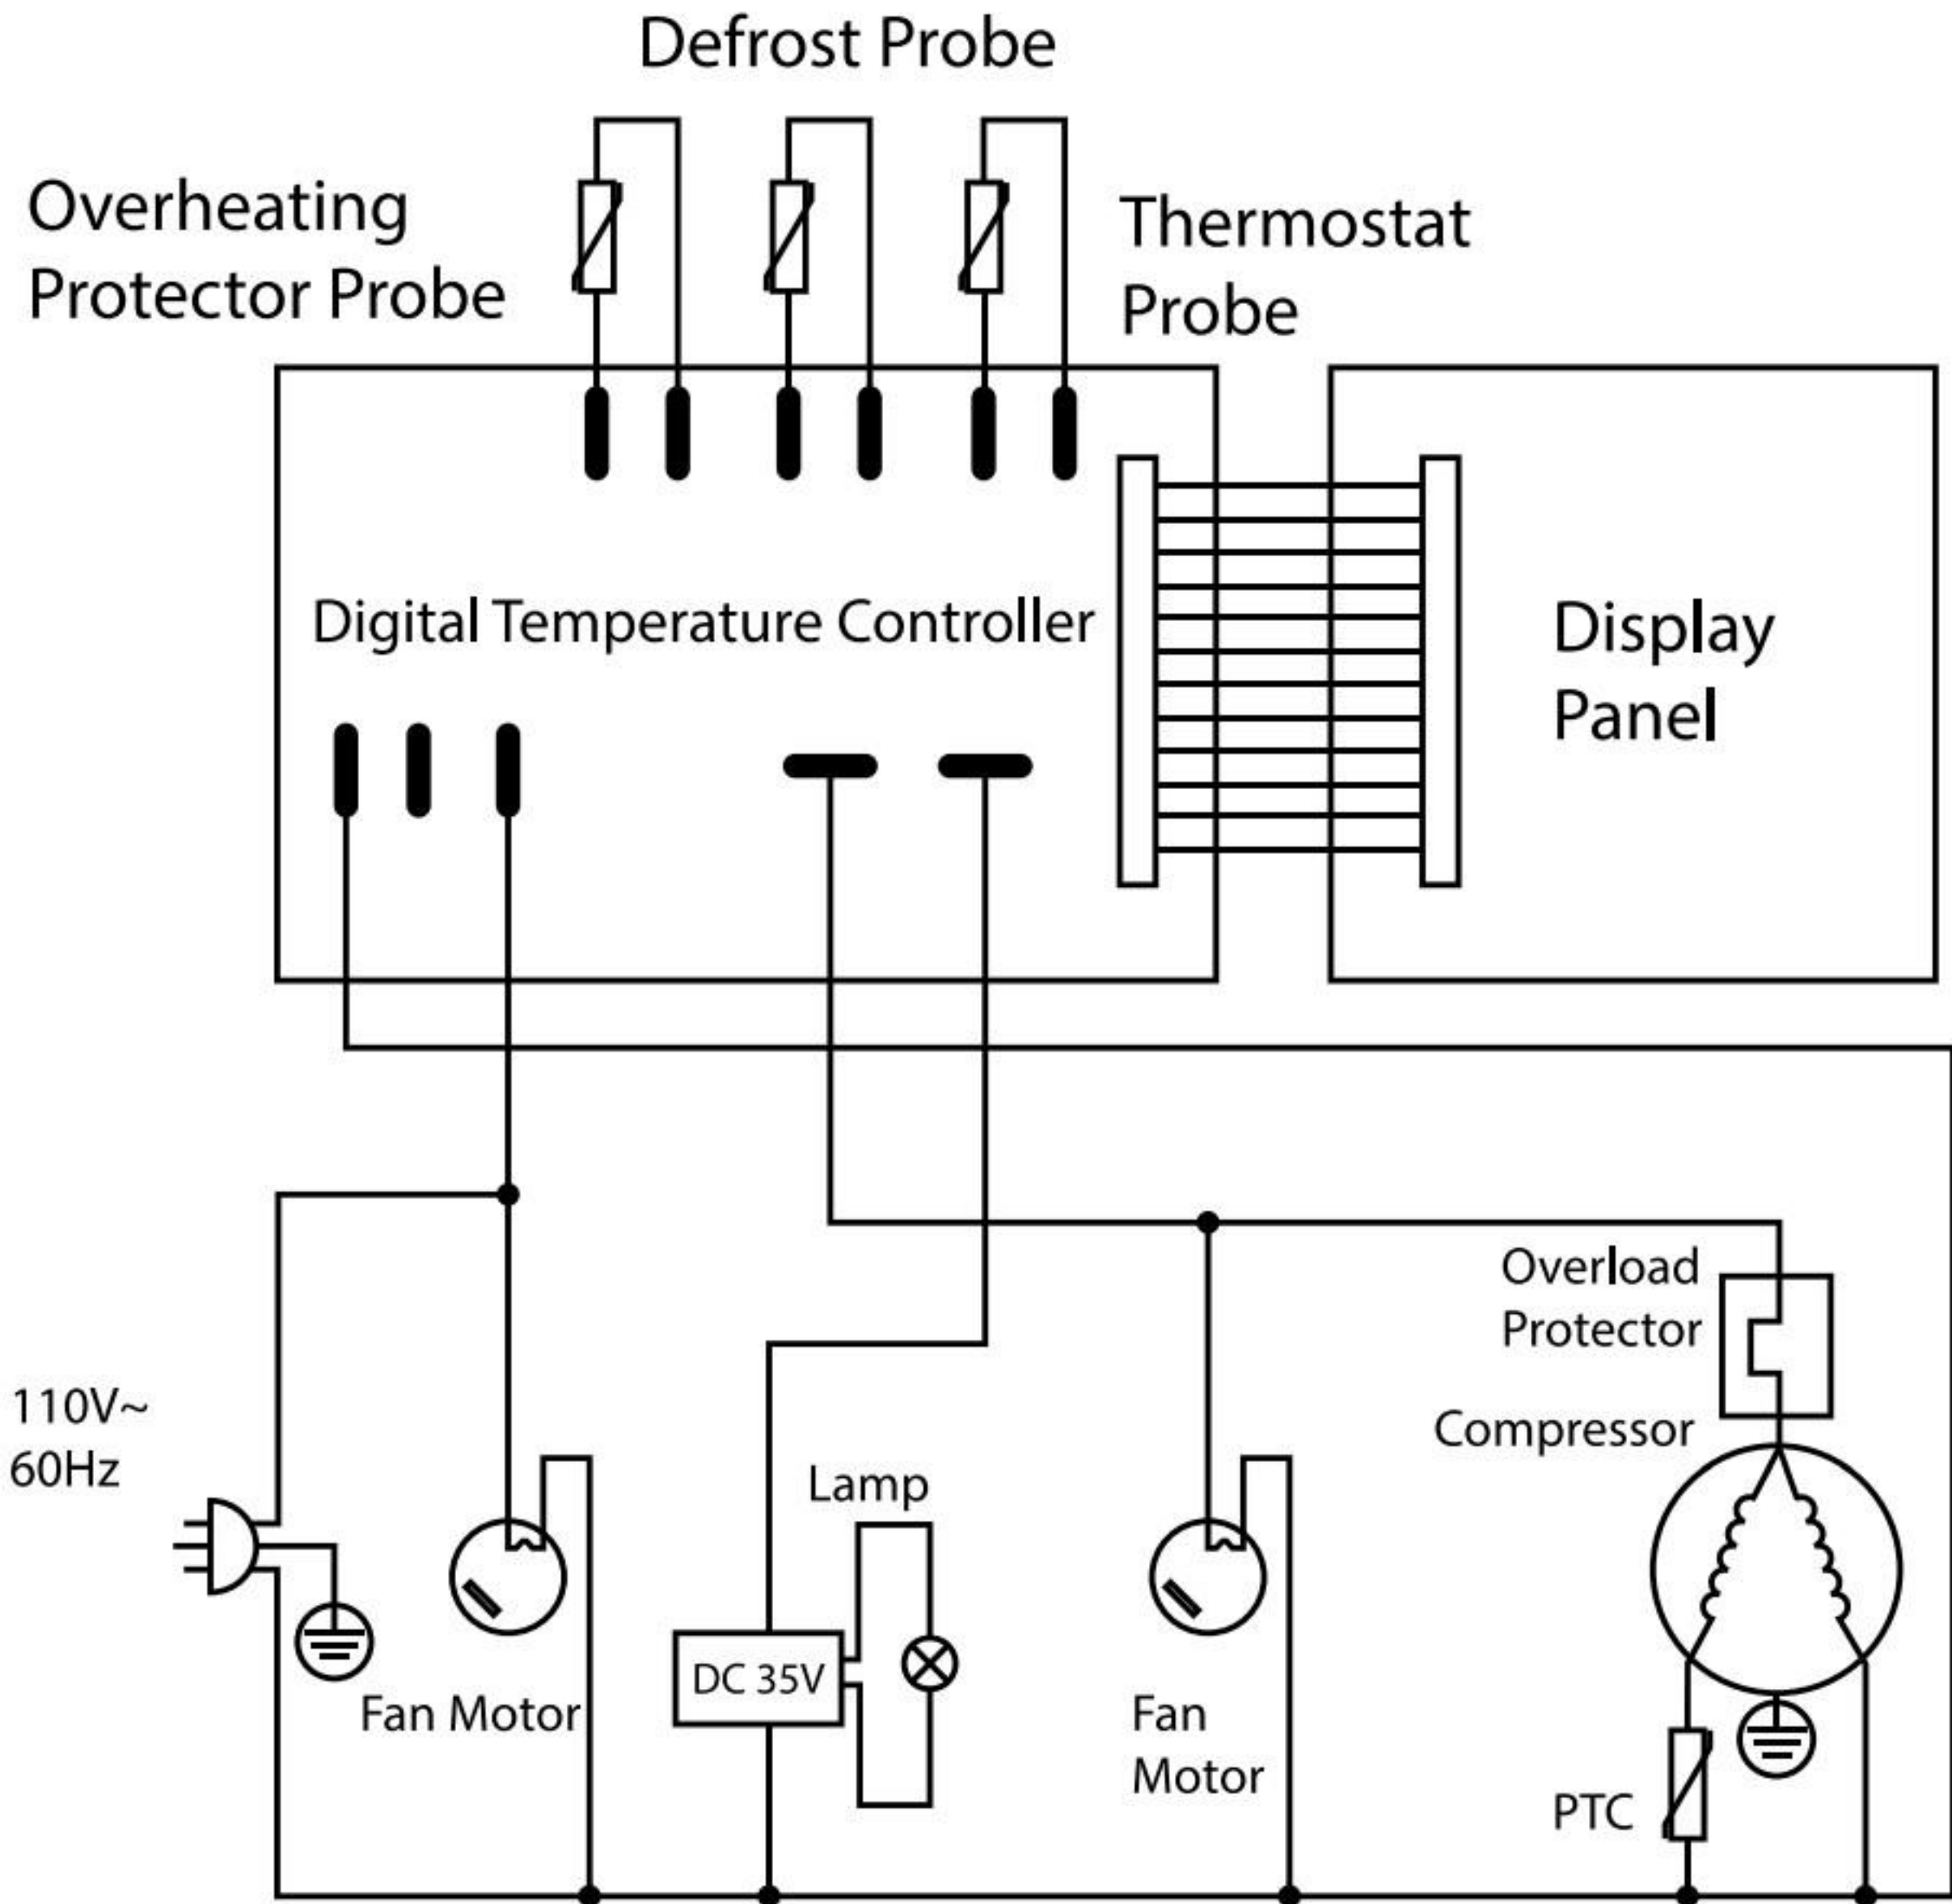 Defrost Probe
Overheating
Protector Probe
Thermostat
Probe
Digital Temperature Controller
Display
Panel
Overload
Protector
110V~
60Hz
Compressor
Lamp
DC 35V
Fan Motor
Fan
Motor
PTC